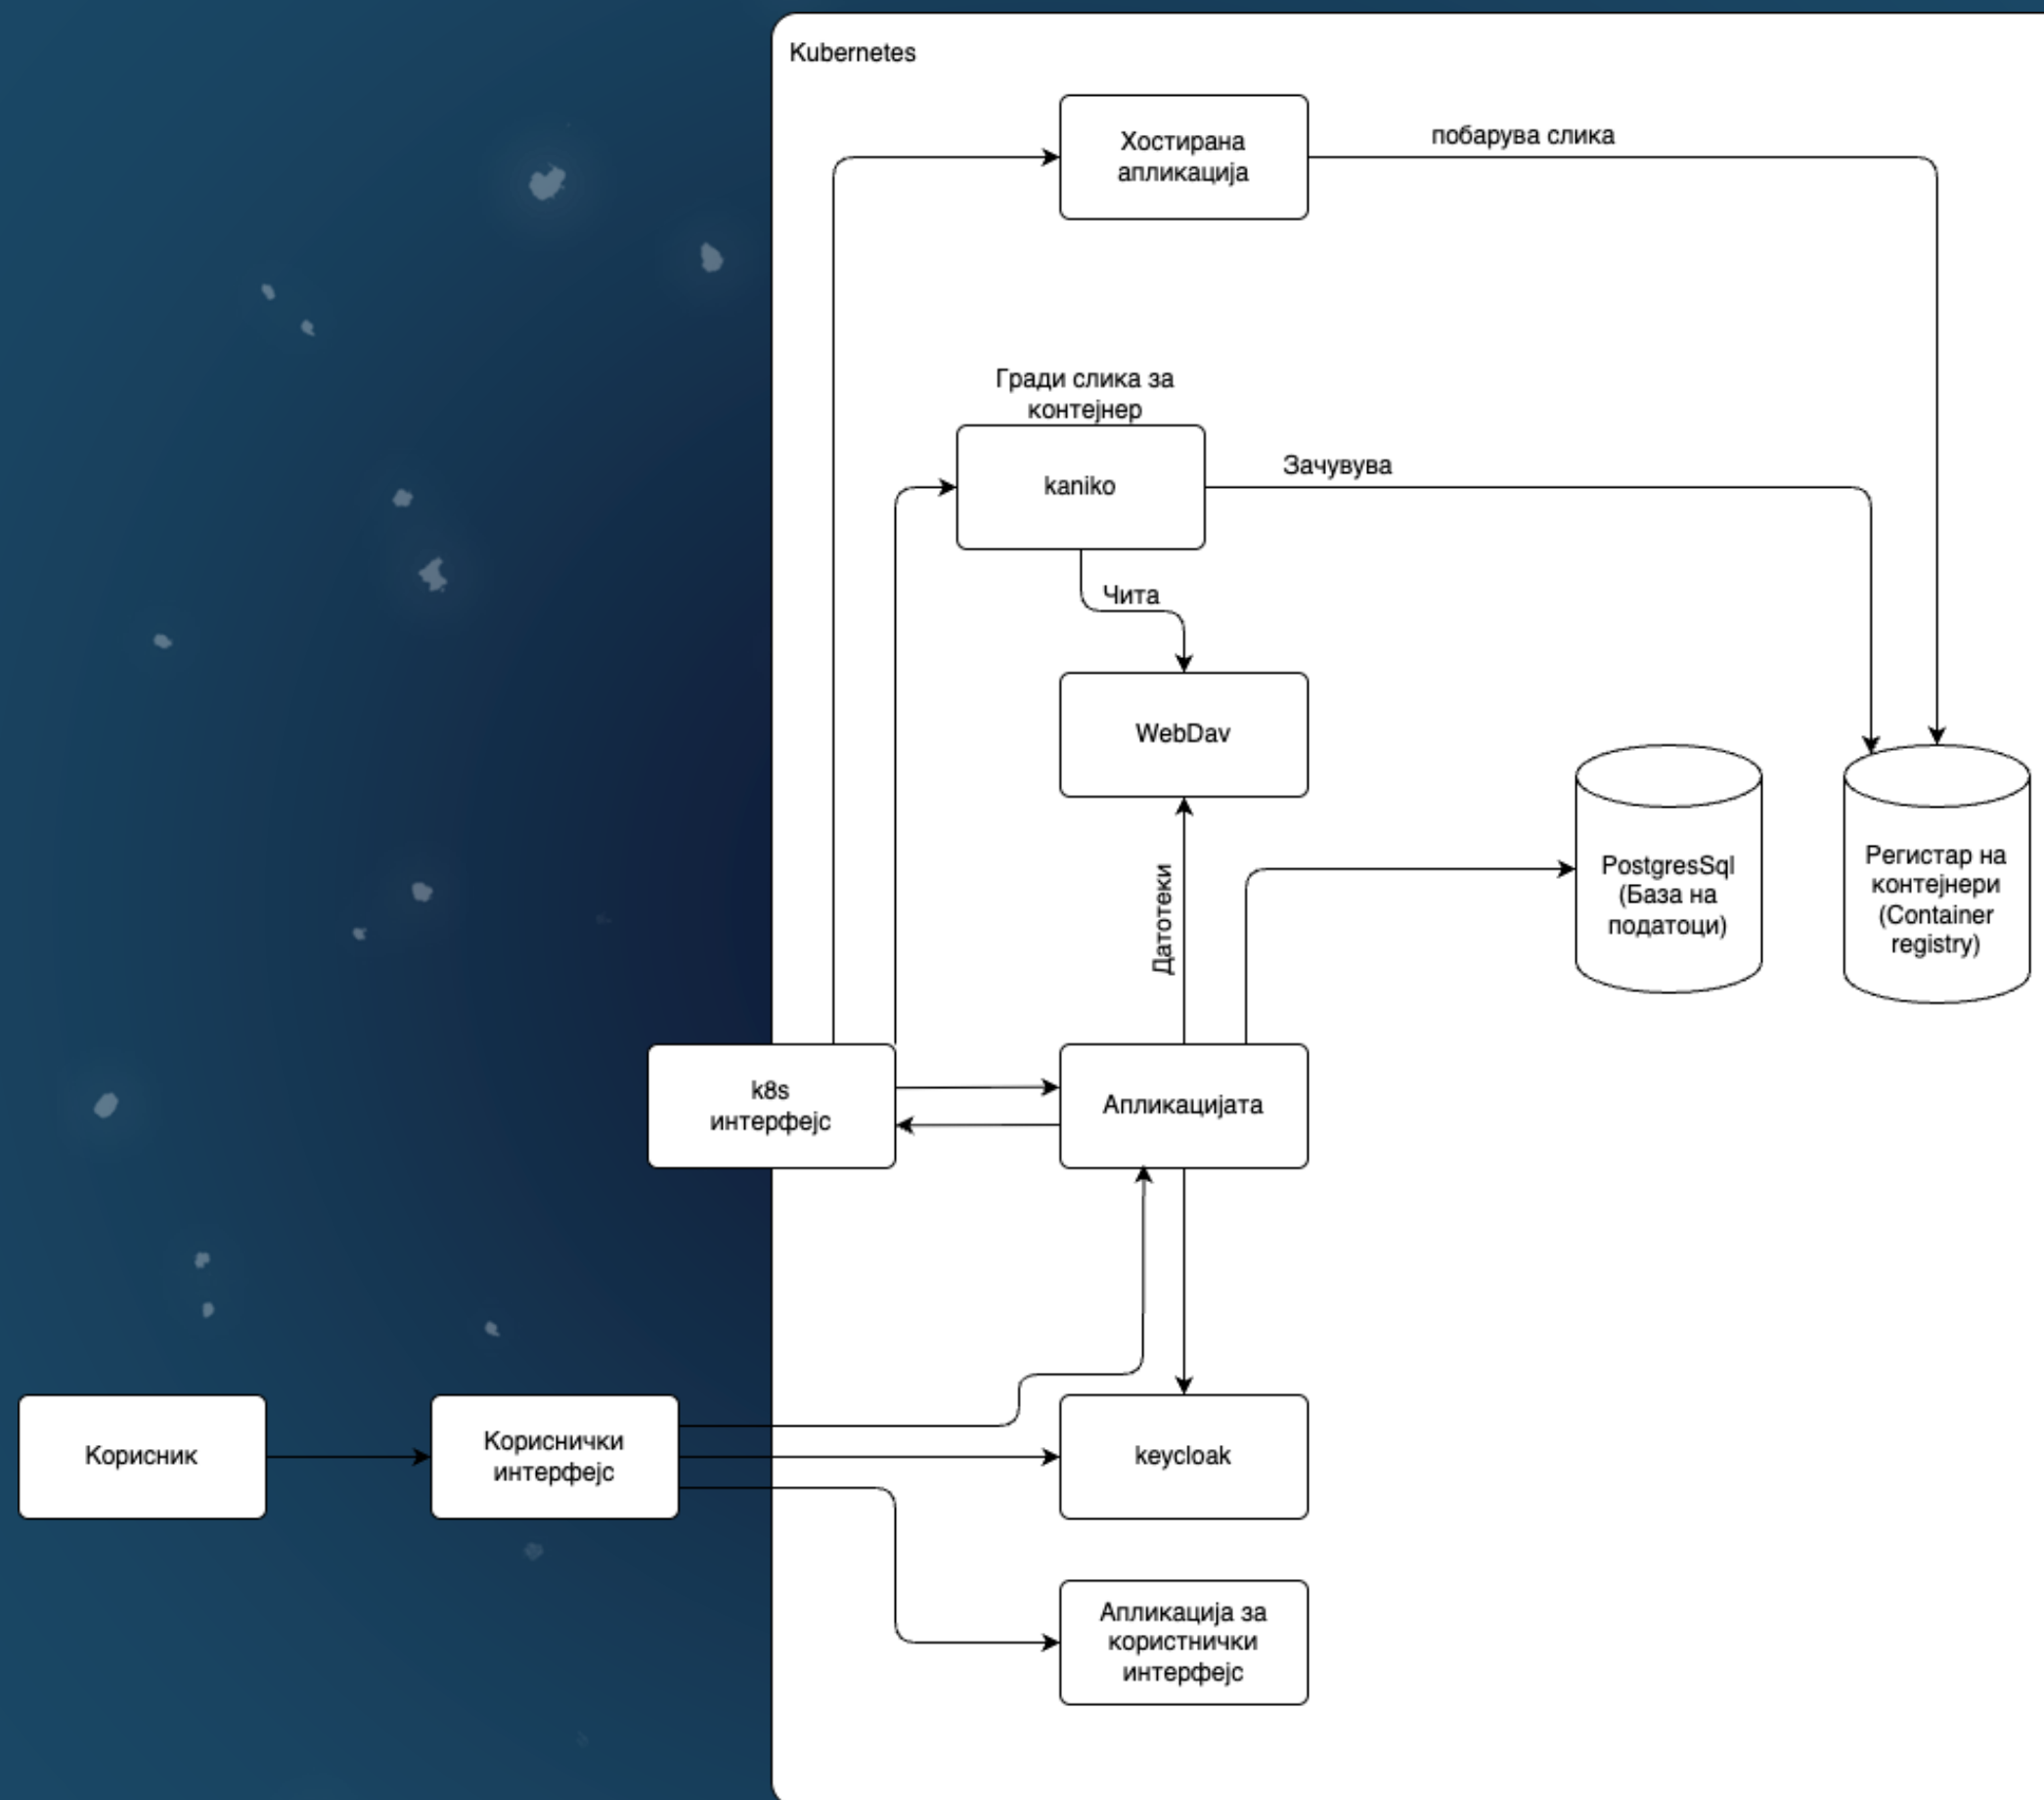 Kubernetes
Хостирана
апликација
побарува слика
Гради слика за
контејнер
kaniko
Зачувува
Чита
WebDav
Датотеки
PostgresSql
(База на
податоци)
Регистар на
контејнери
(Container
registry)
k8s
интерфејс
Апликацијата
Корисник
Кориснички
интерфејс
keycloak
Апликација за
користнички
интерфејс